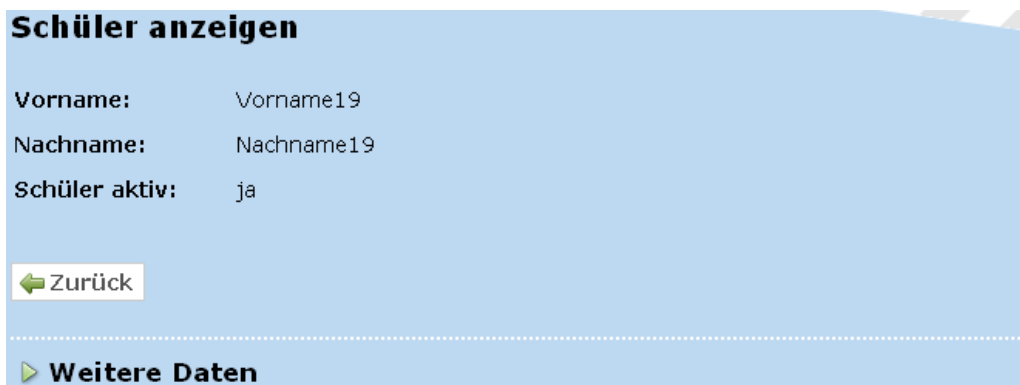 Schüler anzeigen
Vorname: Vorname19
Nachname: Nachname19
Schüler aktiv: ja
Zurück
Weitere Daten